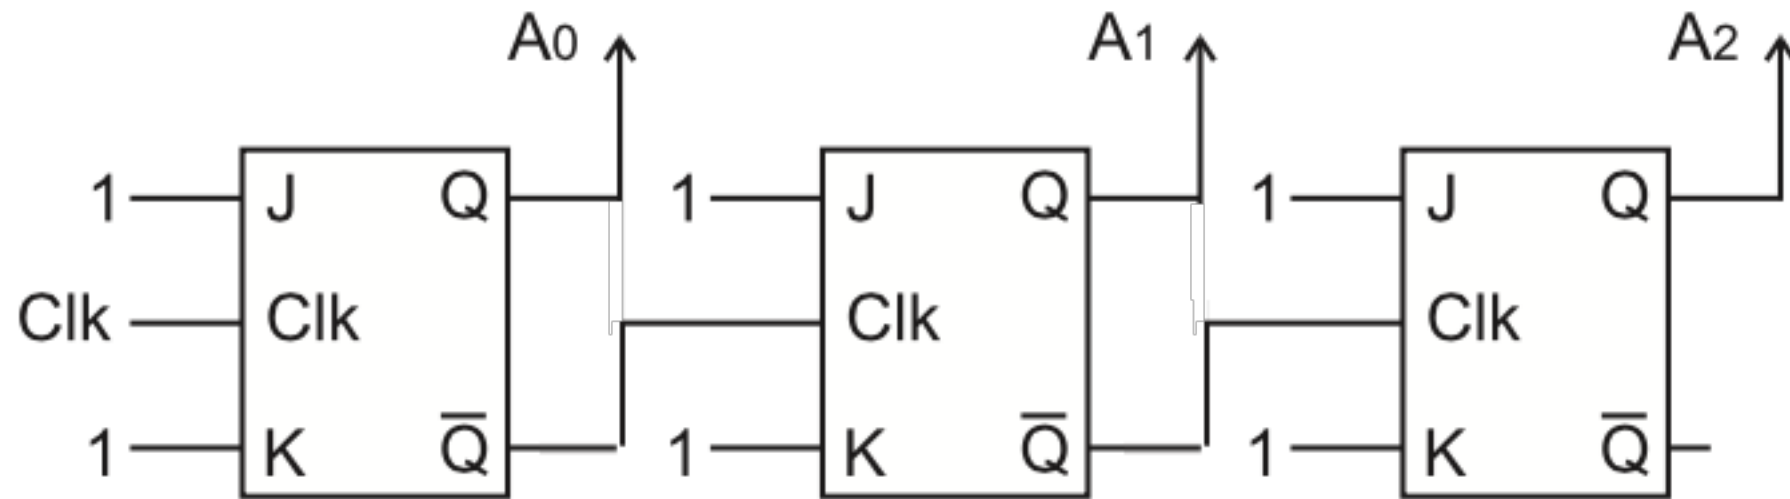 A0 A1 A2
1 J Q 1 J Q 1 J Q
Clk Clk Clk Clk
1 K Q̅ 1 K Q̅ 1 K Q̅